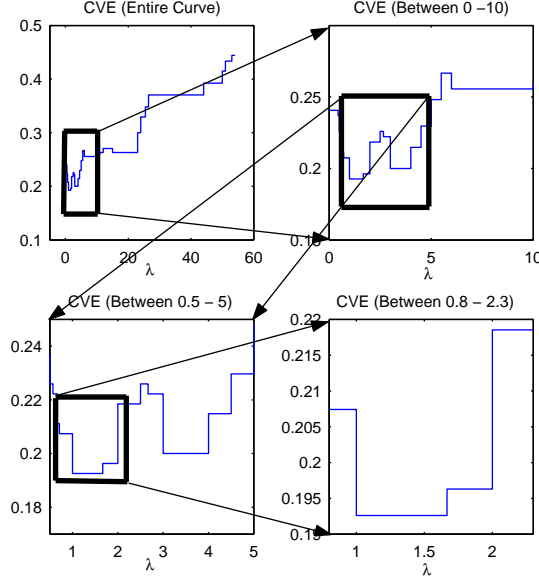 CVE (Entire Curve)
0.5
0.4
0.3
0.2
0.1
0 20 40 60
λ
CVE (Between 0 −10)
0.25
0.2
0.15
0 5 10
λ
CVE (Between 0.5 − 5)
0.24
0.22
0.2
0.18
1 2 3 4 5
λ
CVE (Between 0.8 − 2.3)
0.22
0.215
0.21
0.205
0.2
0.195
0.19
1 1.5 2
λ